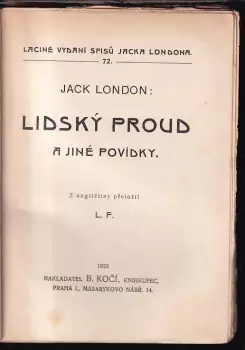 LACINÉ VYDÁNÍ SPISŮ JACKA LONDONA.
72.
JACK LONDON:
LIDSKÝ PROUD
A JINÉ POVÍDKY.
Z angličtiny přeložil
L. F.
1925
NAKLADATEL B. KOČÍ, KNIHKUPEC,
PRAHA I., MASARYKOVO NÁBŘ. 14.